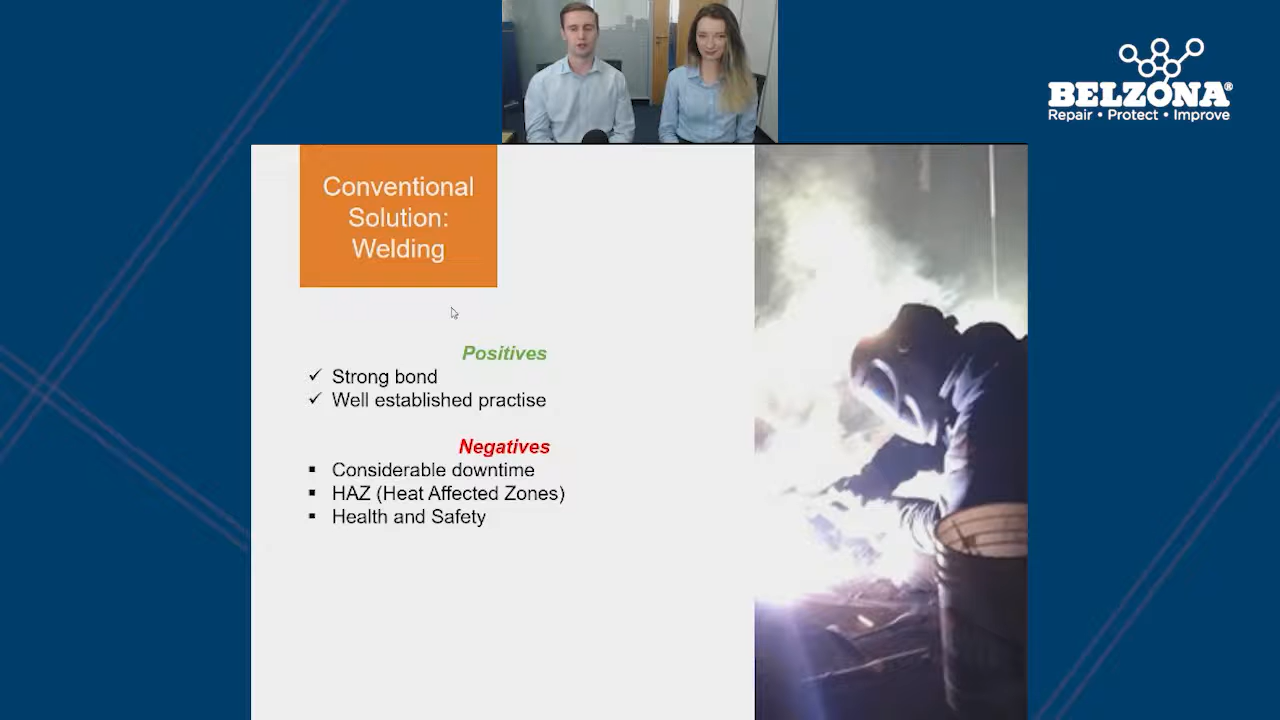 BELZONA®
Repair • Protect • Improve
Conventional
Solution:
Welding
Positives
✓ Strong bond
✓ Well established practise
Negatives
▪ Considerable downtime
▪ HAZ (Heat Affected Zones)
▪ Health and Safety